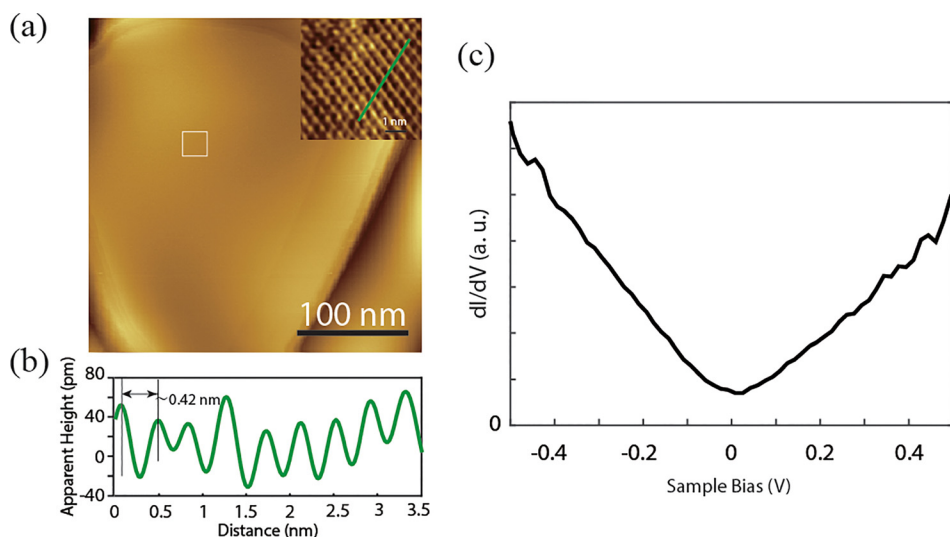 (a)
1 nm
100 nm
(b)
Apparent Height (pm)
80
40
0
-40
~0.42 nm
0 0.5 1 1.5 2 2.5 3 3.5
Distance (nm)
(c)
dI/dV (a. u.)
0
-0.4 -0.2 0 0.2 0.4
Sample Bias (V)